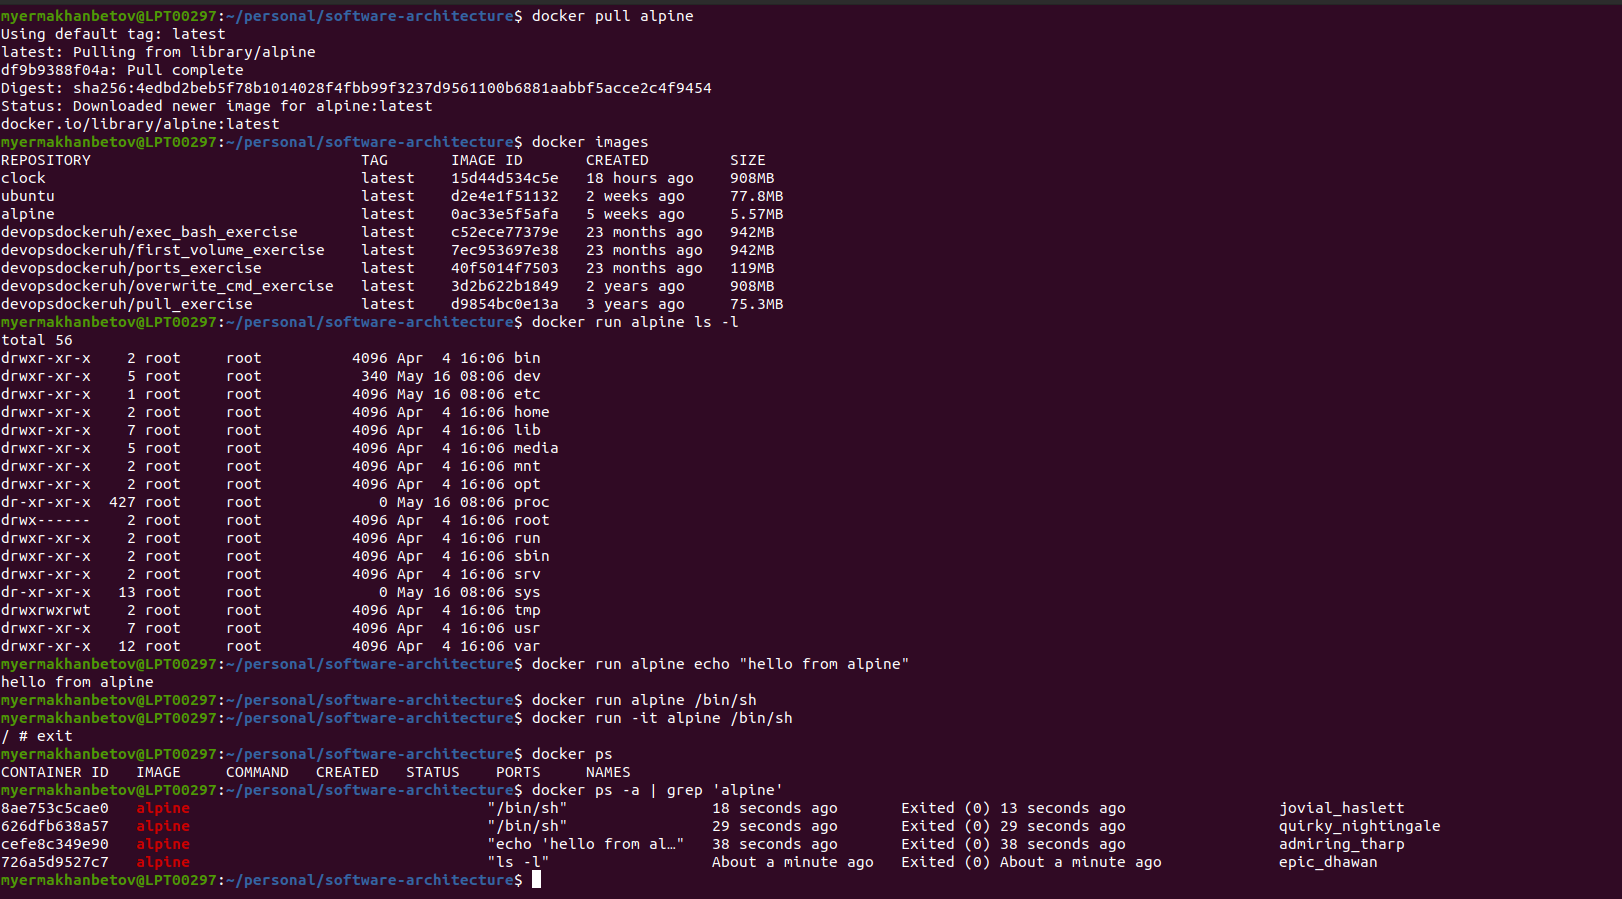 myermakhanbetov@LPT00297:~/personal/software-architecture$ docker pull alpine
Using default tag: latest
latest: Pulling from library/alpine
df9b9388f04a: Pull complete
Digest: sha256:4edbd2beb5f78b1014028f4fbb99f3237d9561100b6881aabbf5acce2c4f9454
Status: Downloaded newer image for alpine:latest
docker.io/library/alpine:latest
myermakhanbetov@LPT00297:~/personal/software-architecture$ docker images
REPOSITORY                              TAG       IMAGE ID       CREATED         SIZE
clock                                   latest    15d44d534c5e   18 hours ago    908MB
ubuntu                                  latest    d2e4e1f51132   2 weeks ago     77.8MB
alpine                                  latest    0ac33e5f5afa   5 weeks ago     5.57MB
devopsdockeruh/exec_bash_exercise       latest    c52ece77379e   23 months ago   942MB
devopsdockeruh/first_volume_exercise    latest    7ec953697e38   23 months ago   942MB
devopsdockeruh/ports_exercise           latest    40f5014f7503   23 months ago   119MB
devopsdockeruh/overwrite_cmd_exercise   latest    3d2b622b1849   2 years ago     908MB
devopsdockeruh/pull_exercise            latest    d9854bc0e13a   3 years ago     75.3MB
myermakhanbetov@LPT00297:~/personal/software-architecture$ docker run alpine ls -l
total 56
drwxr-xr-x    2 root     root          4096 Apr  4 16:06 bin
drwxr-xr-x    5 root     root           340 May 16 08:06 dev
drwxr-xr-x    1 root     root          4096 May 16 08:06 etc
drwxr-xr-x    2 root     root          4096 Apr  4 16:06 home
drwxr-xr-x    7 root     root          4096 Apr  4 16:06 lib
drwxr-xr-x    5 root     root          4096 Apr  4 16:06 media
drwxr-xr-x    2 root     root          4096 Apr  4 16:06 mnt
drwxr-xr-x    2 root     root          4096 Apr  4 16:06 opt
dr-xr-xr-x  427 root     root             0 May 16 08:06 proc
drwx------    2 root     root          4096 Apr  4 16:06 root
drwxr-xr-x    2 root     root          4096 Apr  4 16:06 run
drwxr-xr-x    2 root     root          4096 Apr  4 16:06 sbin
drwxr-xr-x    2 root     root          4096 Apr  4 16:06 srv
dr-xr-xr-x   13 root     root             0 May 16 08:06 sys
drwxrwxrwt    2 root     root          4096 Apr  4 16:06 tmp
drwxr-xr-x    7 root     root          4096 Apr  4 16:06 usr
drwxr-xr-x   12 root     root          4096 Apr  4 16:06 var
myermakhanbetov@LPT00297:~/personal/software-architecture$ docker run alpine echo "hello from alpine"
hello from alpine
myermakhanbetov@LPT00297:~/personal/software-architecture$ docker run alpine /bin/sh
myermakhanbetov@LPT00297:~/personal/software-architecture$ docker run -it alpine /bin/sh
/ # exit
myermakhanbetov@LPT00297:~/personal/software-architecture$ docker ps
CONTAINER ID   IMAGE     COMMAND   CREATED   STATUS    PORTS     NAMES
myermakhanbetov@LPT00297:~/personal/software-architecture$ docker ps -a | grep 'alpine'
8ae753c5cae0   alpine                                 "/bin/sh"                18 seconds ago       Exited (0) 13 seconds ago                 jovial_haslett
626dfb638a57   alpine                                 "/bin/sh"                29 seconds ago       Exited (0) 29 seconds ago                 quirky_nightingale
cefe8c349e90   alpine                                 "echo 'hello from al…"   38 seconds ago       Exited (0) 38 seconds ago                 admiring_tharp
726a5d9527c7   alpine                                 "ls -l"                  About a minute ago   Exited (0) About a minute ago             epic_dhawan
myermakhanbetov@LPT00297:~/personal/software-architecture$